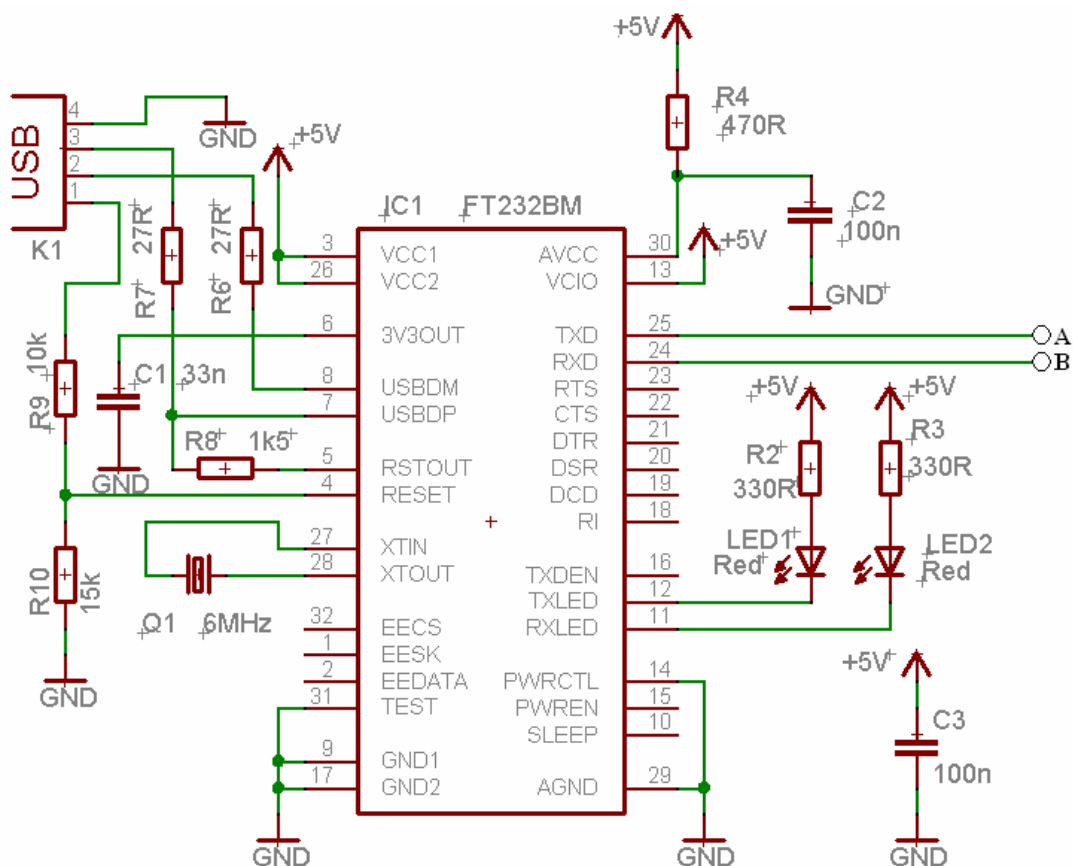 +5V
R4
470R
4
3
2
1
USB
K1
GND
+5V
27R
R7
27R
R6
IC1
FT232BM
C2
100n
+5V
GND
3
VCC1
AVCC
30
26
VCC2
VCIO
13
6
3V3OUT
TXD
25
A
RXD
24
B
10k
R9
C1
33n
8
USBDM
RTS
23
7
USBDP
CTS
22
+5V
+5V
GND
R8
1k5
DTR
21
R2
330R
R3
330R
5
RSTOUT
DSR
20
4
RESET
DCD
19
RI
18
27
XTIN
LED1
Red
LED2
Red
28
XTOUT
TXDEN
16
R10
15k
Q1
6MHz
TXLED
12
32
EECS
RXLED
11
1
EESK
2
EEDATA
PWRCTL
14
+5V
GND
31
TEST
PWREN
15
SLEEP
10
C3
100n
9
GND1
17
GND2
AGND
29
GND
GND
GND